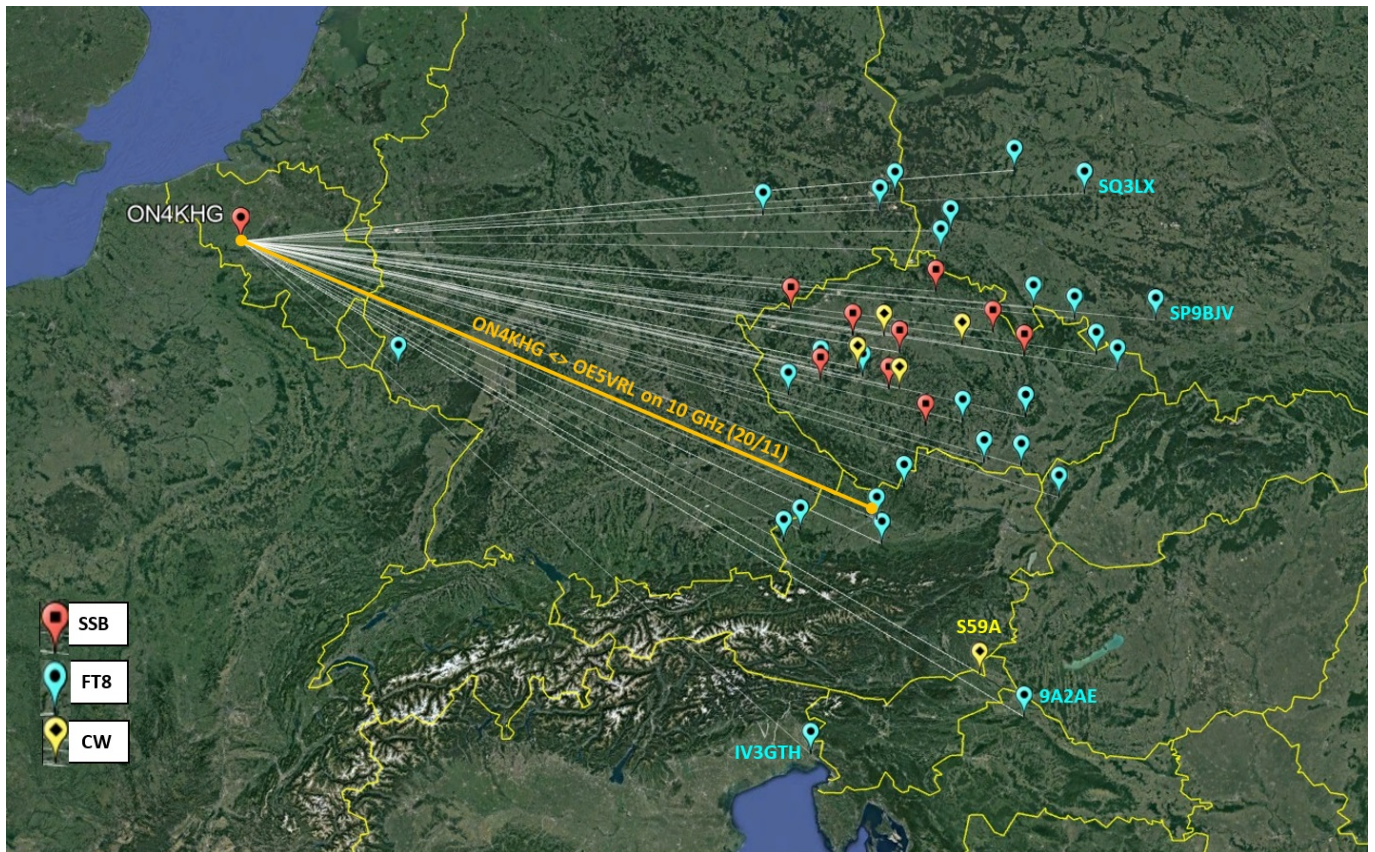 SQ3LX
ON4KHG
SP9BJV
ON4KHG <> OE5VRL on 10 GHz (20/11)
SSB
S59A
FT8
9A2AE
CW
IV3GTH